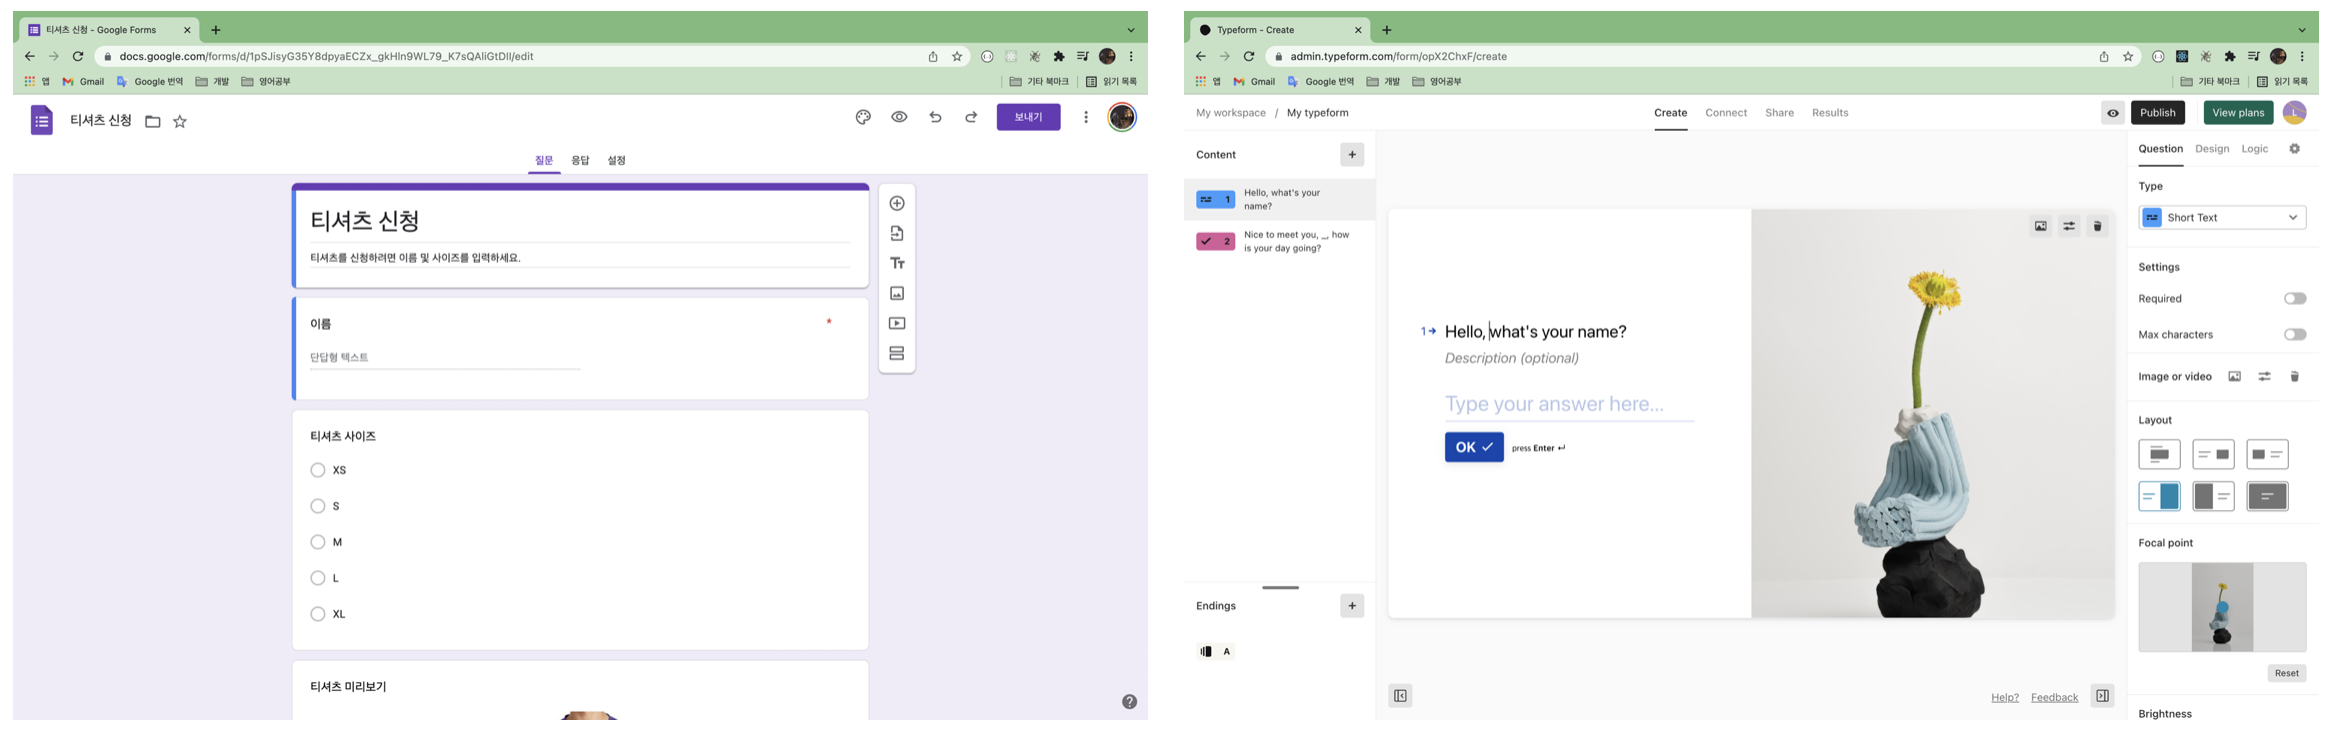 티셔츠 신청 - Google Forms
docs.google.com/forms/d/1pSJisyG35Y8dpyaECZx_gkHln9WL79_K7sQAliGtDlI/edit
앱 Gmail Google 번역 개발 영어공부 기타 북마크 읽기 목록
티셔츠 신청 보내기
질문 응답 설정
티셔츠 신청
티셔츠를 신청하려면 이름 및 사이즈를 입력하세요.
이름 *
단답형 텍스트
티셔츠 사이즈
XS
S
M
L
XL
티셔츠 미리보기
Typeform - Create
admin.typeform.com/form/opX2ChxF/create
앱 Gmail Google 번역 개발 영어공부 기타 북마크 읽기 목록
My workspace / My typeform Create Connect Share Results Publish View plans L
Content
1 Hello, what's your
name?
2 Nice to meet you, _, how
is your day going?
Endings
A
1 Hello, what's your name?
Description (optional)
Type your answer here...
OK press Enter ↵
Help? Feedback
Question Design Logic
Type
Short Text
Settings
Required
Max characters
Image or video
Layout
Focal point
Reset
Brightness